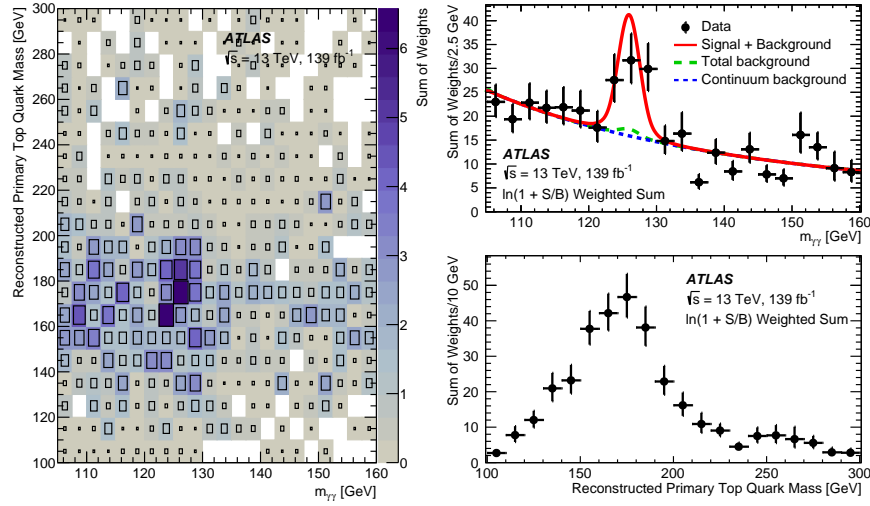 Reconstructed Primary Top Quark Mass [GeV]
300
280
260
240
220
200
180
160
140
120
100
110 120 130 140 150 160
m_γγ [GeV]
ATLAS
√s = 13 TeV, 139 fb⁻¹
Sum of Weights
6
5
4
3
2
1
0
Sum of Weights/2.5 GeV
40
35
30
25
20
15
10
5
0
Data
Signal + Background
Total background
Continuum background
ATLAS
√s = 13 TeV, 139 fb⁻¹
ln(1 + S/B) Weighted Sum
110 120 130 140 150 160
m_γγ [GeV]
Sum of Weights/10 GeV
50
40
30
20
10
0
ATLAS
√s = 13 TeV, 139 fb⁻¹
ln(1 + S/B) Weighted Sum
100 150 200 250 300
Reconstructed Primary Top Quark Mass [GeV]